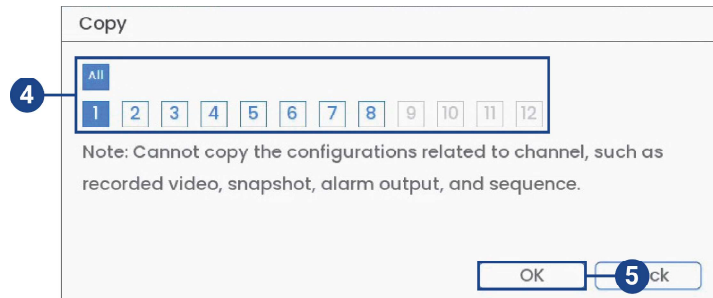 Copy
All
4
1 2 3 4 5 6 7 8 9 10 11 12
Note: Cannot copy the configurations related to channel, such as
recorded video, snapshot, alarm output, and sequence.
OK 5 ck